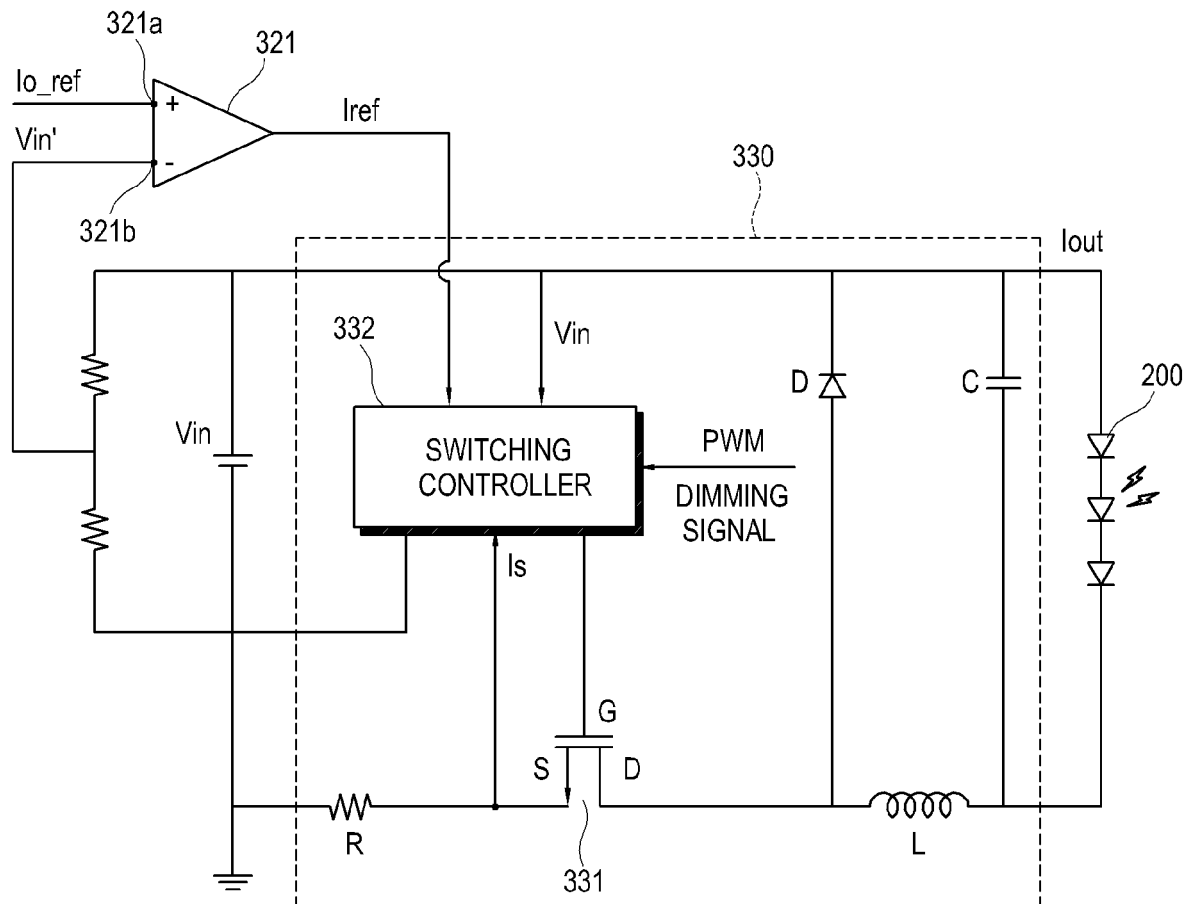 321a
321
Io_ref
+
Iref
Vin'
-
321b
330
Iout
332
Vin
D
C
200
Vin
SWITCHING
CONTROLLER
PWM
DIMMING
SIGNAL
Is
G
S
D
R
L
331